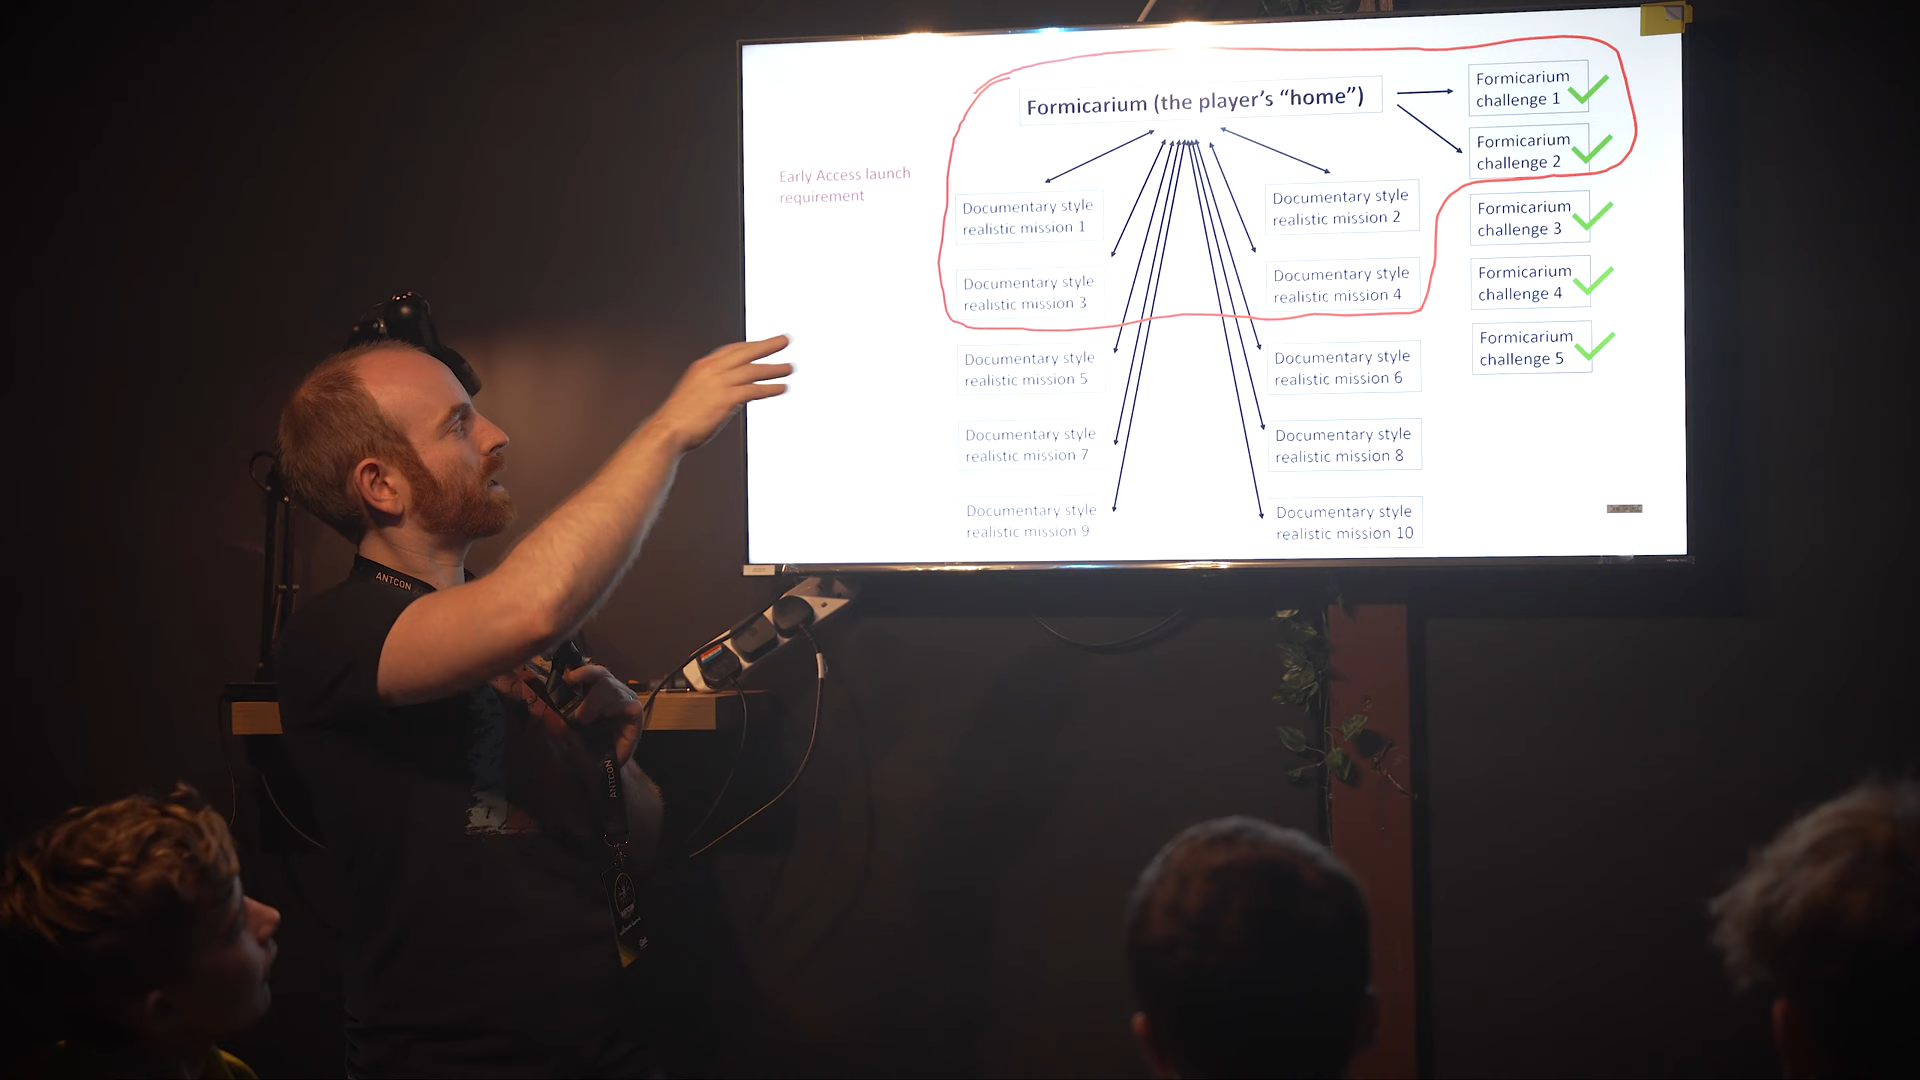 Formicarium (the player's "home")
Formicarium
challenge 1
Formicarium
challenge 2
Early Access launch
requirement
Documentary style
realistic mission 1
Documentary style
realistic mission 2
Formicarium
challenge 3
Documentary style
realistic mission 3
Documentary style
realistic mission 4
Formicarium
challenge 4
Documentary style
realistic mission 5
Documentary style
realistic mission 6
Formicarium
challenge 5
Documentary style
realistic mission 7
Documentary style
realistic mission 8
Documentary style
realistic mission 9
Documentary style
realistic mission 10
ANTCON
ANTCON